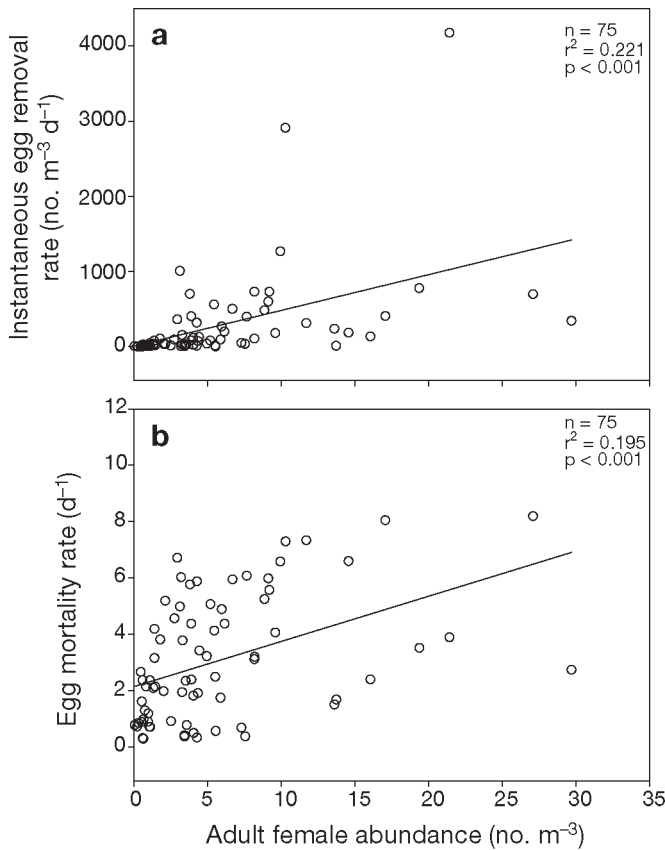 a
n = 75
r² = 0.221
p < 0.001
Instantaneous egg removal
rate (no. m⁻³ d⁻¹)
4000
3000
2000
1000
0
b
n = 75
r² = 0.195
p < 0.001
Egg mortality rate (d⁻¹)
12
10
8
6
4
2
0
0 5 10 15 20 25 30 35
Adult female abundance (no. m⁻³)